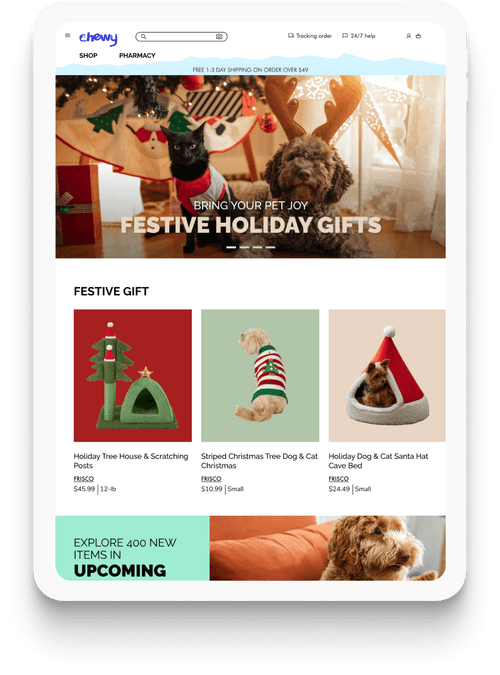 chewy
Tracking order
24/7 help
SHOP
PHARMACY
FREE 1-3 DAY SHIPPING ON ORDER OVER $49
BRING YOUR PET JOY
FESTIVE HOLIDAY GIFTS
FESTIVE GIFT
Holiday Tree House & Scratching
Posts
FRISCO
$45.99 | 12-lb
Striped Christmas Tree Dog & Cat
Christmas
FRISCO
$10.99 | Small
Holiday Dog & Cat Santa Hat
Cave Bed
FRISCO
$24.49 | Small
EXPLORE 400 NEW
ITEMS IN
UPCOMING